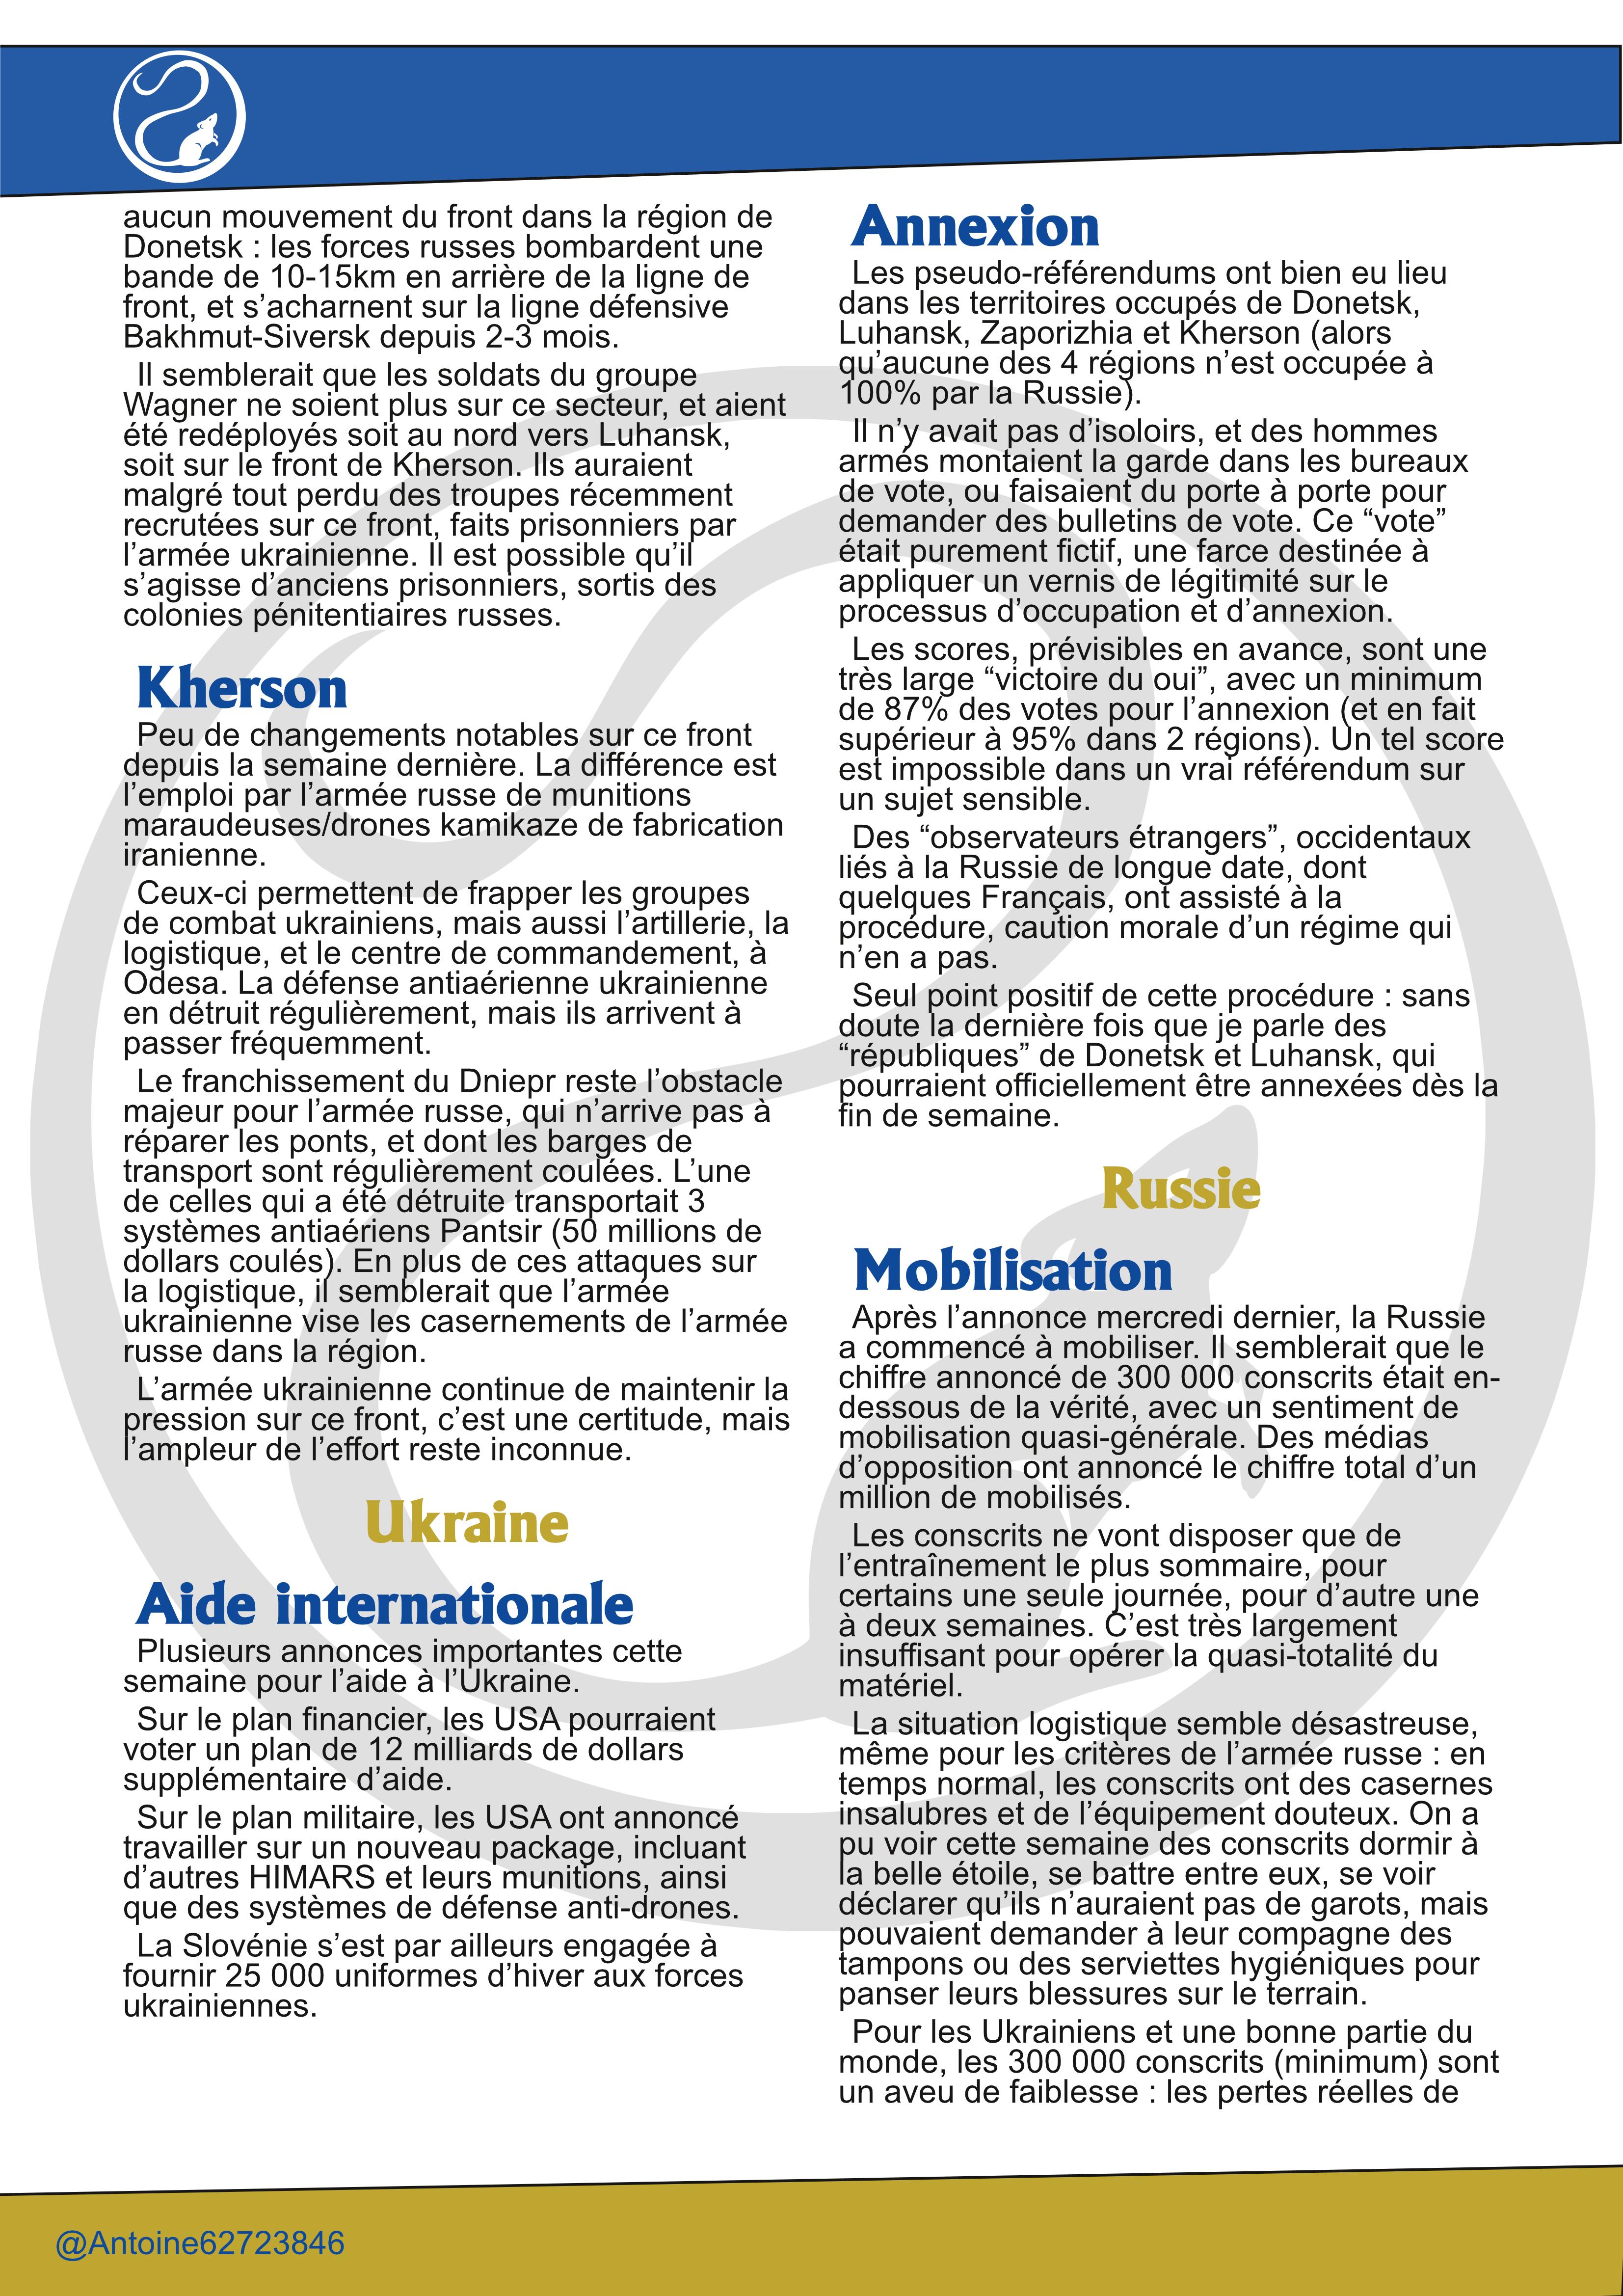 aucun mouvement du front dans la région de
Donetsk : les forces russes bombardent une
bande de 10-15km en arrière de la ligne de
front, et s’acharnent sur la ligne défensive
Bakhmut-Siversk depuis 2-3 mois.
Il semblerait que les soldats du groupe
Wagner ne soient plus sur ce secteur, et aient
été redéployés soit au nord vers Luhansk,
soit sur le front de Kherson. Ils auraient
malgré tout perdu des troupes récemment
recrutées sur ce front, faits prisonniers par
l’armée ukrainienne. Il est possible qu’il
s’agisse d’anciens prisonniers, sortis des
colonies pénitentiaires russes.
Kherson
Peu de changements notables sur ce front
depuis la semaine dernière. La différence est
l’emploi par l’armée russe de munitions
maraudeuses/drones kamikaze de fabrication
iranienne.
Ceux-ci permettent de frapper les groupes
de combat ukrainiens, mais aussi l’artillerie, la
logistique, et le centre de commandement, à
Odesa. La défense antiaérienne ukrainienne
en détruit régulièrement, mais ils arrivent à
passer fréquemment.
Le franchissement du Dniepr reste l’obstacle
majeur pour l’armée russe, qui n’arrive pas à
réparer les ponts, et dont les barges de
transport sont régulièrement coulées. L’une
de celles qui a été détruite transportait 3
systèmes antiaériens Pantsir (50 millions de
dollars coulés). En plus de ces attaques sur
la logistique, il semblerait que l’armée
ukrainienne vise les casernements de l’armée
russe dans la région.
L’armée ukrainienne continue de maintenir la
pression sur ce front, c’est une certitude, mais
l’ampleur de l’effort reste inconnue.
Ukraine
Aide internationale
Plusieurs annonces importantes cette
semaine pour l’aide à l’Ukraine.
Sur le plan financier, les USA pourraient
voter un plan de 12 milliards de dollars
supplémentaire d’aide.
Sur le plan militaire, les USA ont annoncé
travailler sur un nouveau package, incluant
d’autres HIMARS et leurs munitions, ainsi
que des systèmes de défense anti-drones.
La Slovénie s’est par ailleurs engagée à
fournir 25 000 uniformes d’hiver aux forces
ukrainiennes.
Annexion
Les pseudo-référendums ont bien eu lieu
dans les territoires occupés de Donetsk,
Luhansk, Zaporizhia et Kherson (alors
qu’aucune des 4 régions n’est occupée à
100% par la Russie).
Il n’y avait pas d’isoloirs, et des hommes
armés montaient la garde dans les bureaux
de vote, ou faisaient du porte à porte pour
demander des bulletins de vote. Ce “vote”
était purement fictif, une farce destinée à
appliquer un vernis de légitimité sur le
processus d’occupation et d’annexion.
Les scores, prévisibles en avance, sont une
très large “victoire du oui”, avec un minimum
de 87% des votes pour l’annexion (et en fait
supérieur à 95% dans 2 régions). Un tel score
est impossible dans un vrai référendum sur
un sujet sensible.
Des “observateurs étrangers”, occidentaux
liés à la Russie de longue date, dont
quelques Français, ont assisté à la
procédure, caution morale d’un régime qui
n’en a pas.
Seul point positif de cette procédure : sans
doute la dernière fois que je parle des
“républiques” de Donetsk et Luhansk, qui
pourraient officiellement être annexées dès la
fin de semaine.
Russie
Mobilisation
Après l’annonce mercredi dernier, la Russie
a commencé à mobiliser. Il semblerait que le
chiffre annoncé de 300 000 conscrits était en-
dessous de la vérité, avec un sentiment de
mobilisation quasi-générale. Des médias
d’opposition ont annoncé le chiffre total d’un
million de mobilisés.
Les conscrits ne vont disposer que de
l’entraînement le plus sommaire, pour
certains une seule journée, pour d’autre une
à deux semaines. C’est très largement
insuffisant pour opérer la quasi-totalité du
matériel.
La situation logistique semble désastreuse,
même pour les critères de l’armée russe : en
temps normal, les conscrits ont des casernes
insalubres et de l’équipement douteux. On a
pu voir cette semaine des conscrits dormir à
la belle étoile, se battre entre eux, se voir
déclarer qu’ils n’auraient pas de garots, mais
pouvaient demander à leur compagne des
tampons ou des serviettes hygiéniques pour
panser leurs blessures sur le terrain.
Pour les Ukrainiens et une bonne partie du
monde, les 300 000 conscrits (minimum) sont
un aveu de faiblesse : les pertes réelles de
@Antoine62723846